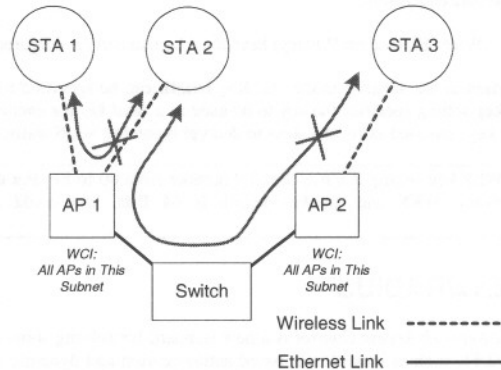 STA 1
STA 2
STA 3
AP 1
AP 2
WCI:
All APs in This
Subnet
WCI:
All APs in This
Subnet
Switch
Wireless Link
Ethernet Link